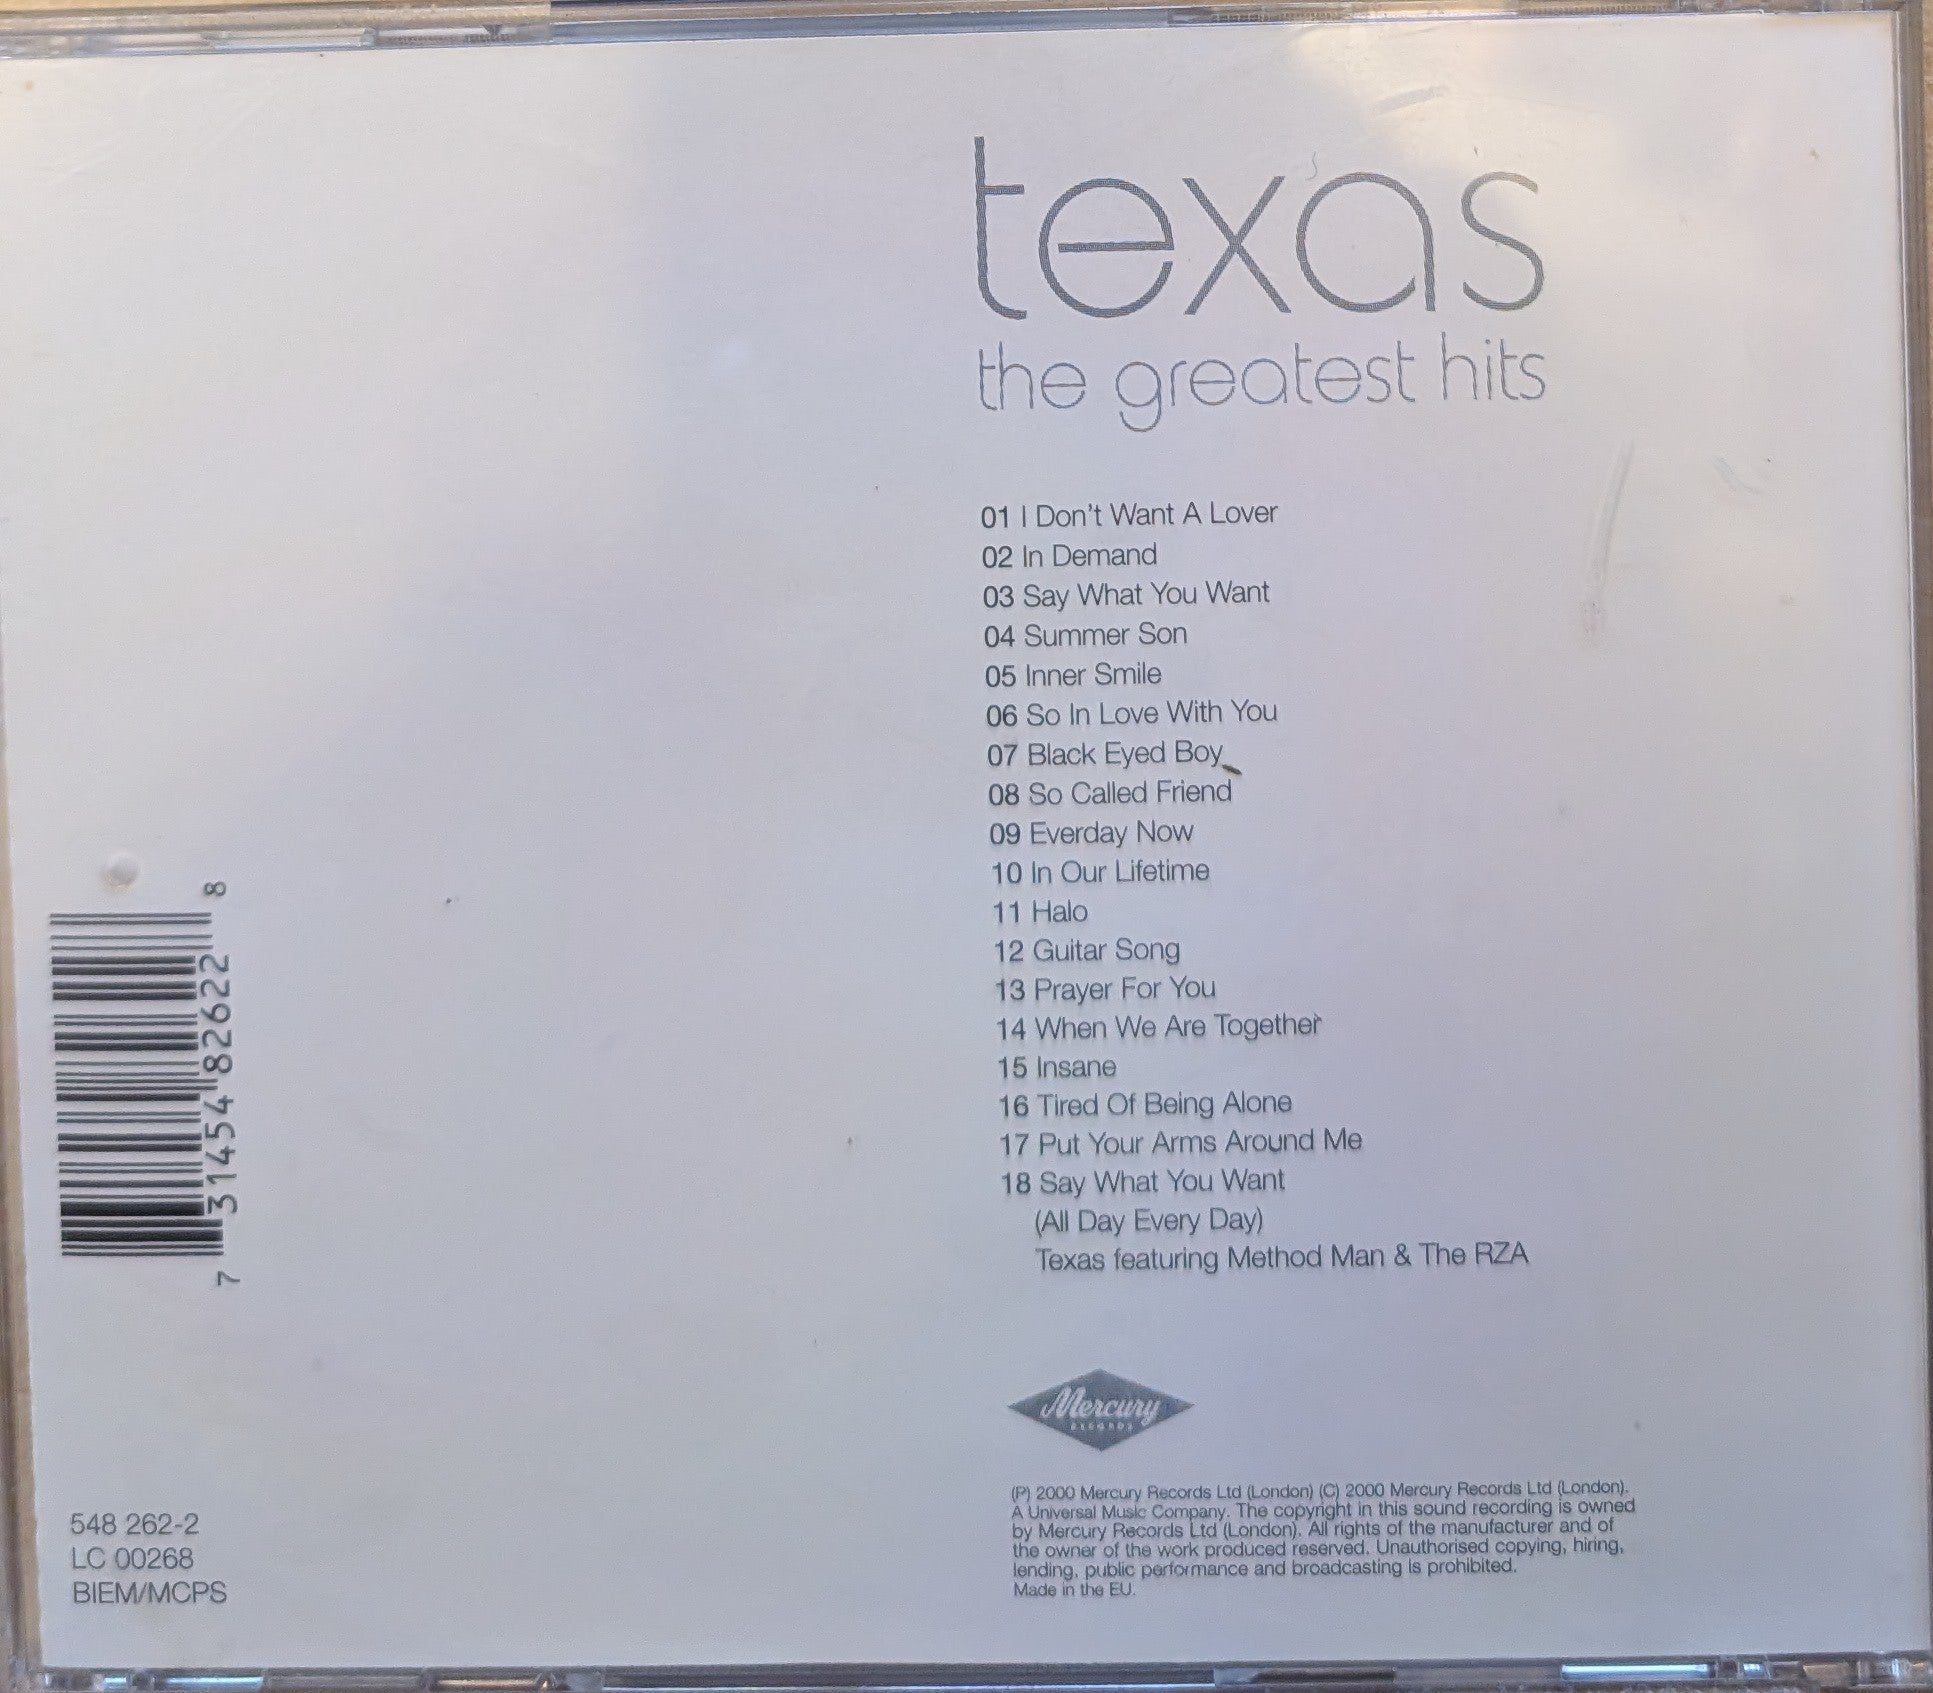 texas
the greatest hits
01 I Don't Want A Lover
02 In Demand
03 Say What You Want
04 Summer Son
05 Inner Smile
06 So In Love With You
07 Black Eyed Boy
08 So Called Friend
09 Everday Now
10 In Our Lifetime
11 Halo
12 Guitar Song
13 Prayer For You
14 When We Are Together
15 Insane
16 Tired Of Being Alone
17 Put Your Arms Around Me
18 Say What You Want
(All Day Every Day)
Texas featuring Method Man & The RZA
Mercury
RECORDS
(P) 2000 Mercury Records Ltd (London) (C) 2000 Mercury Records Ltd (London).
A Universal Music Company. The copyright in this sound recording is owned
by Mercury Records Ltd (London). All rights of the manufacturer and of
the owner of the work produced reserved. Unauthorised copying, hiring,
lending, public performance and broadcasting is prohibited.
Made in the EU.
7 31454 82622 8
548 262-2
LC 00268
BIEM/MCPS